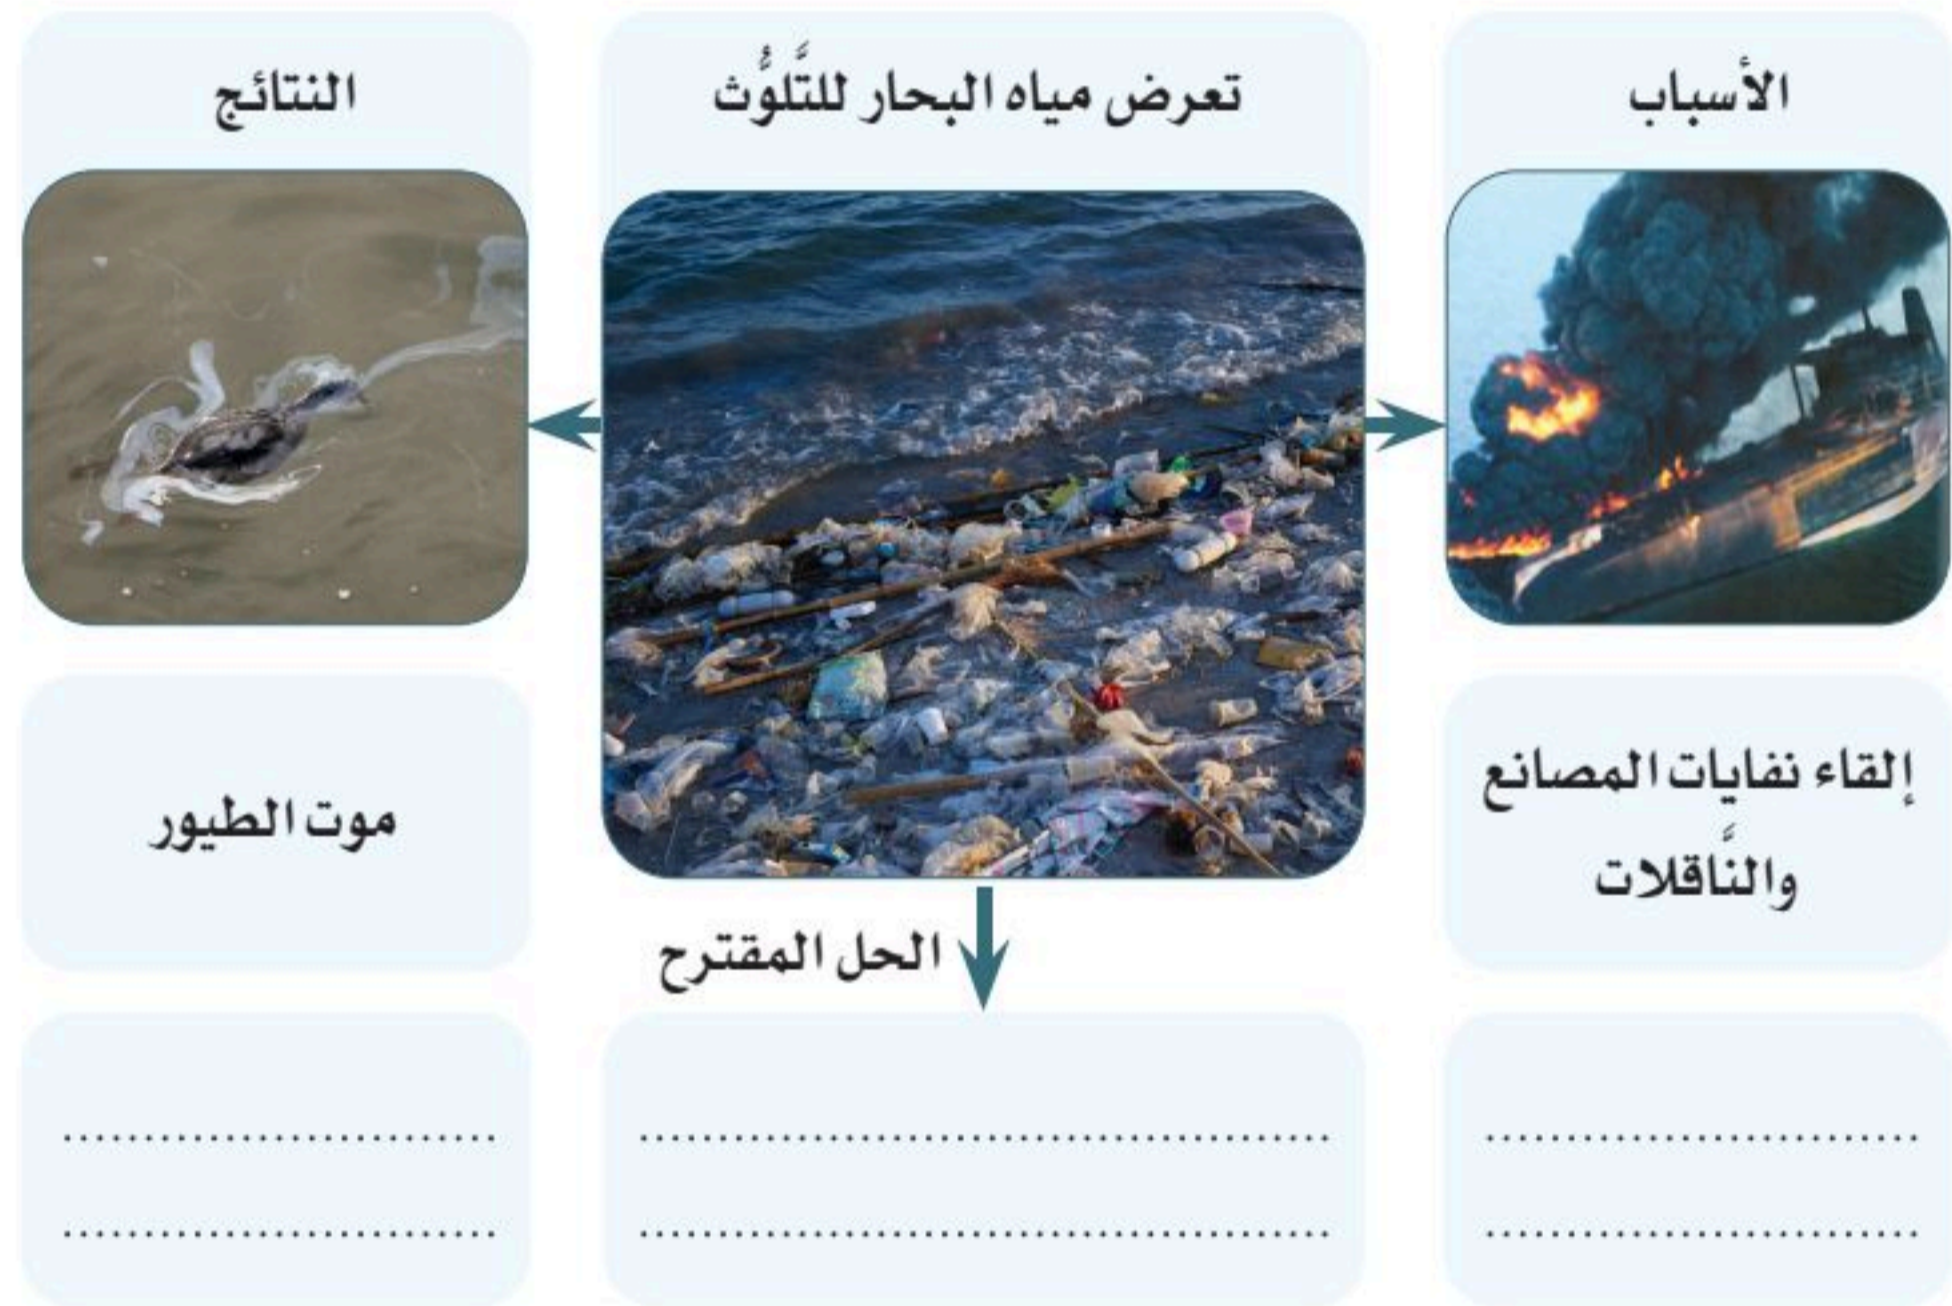 الأسباب
تعرض مياه البحار للتَّلوُّث
النتائج
إلقاء نفايات المصانع
والنَّاقلات
موت الطيور
الحل المقترح